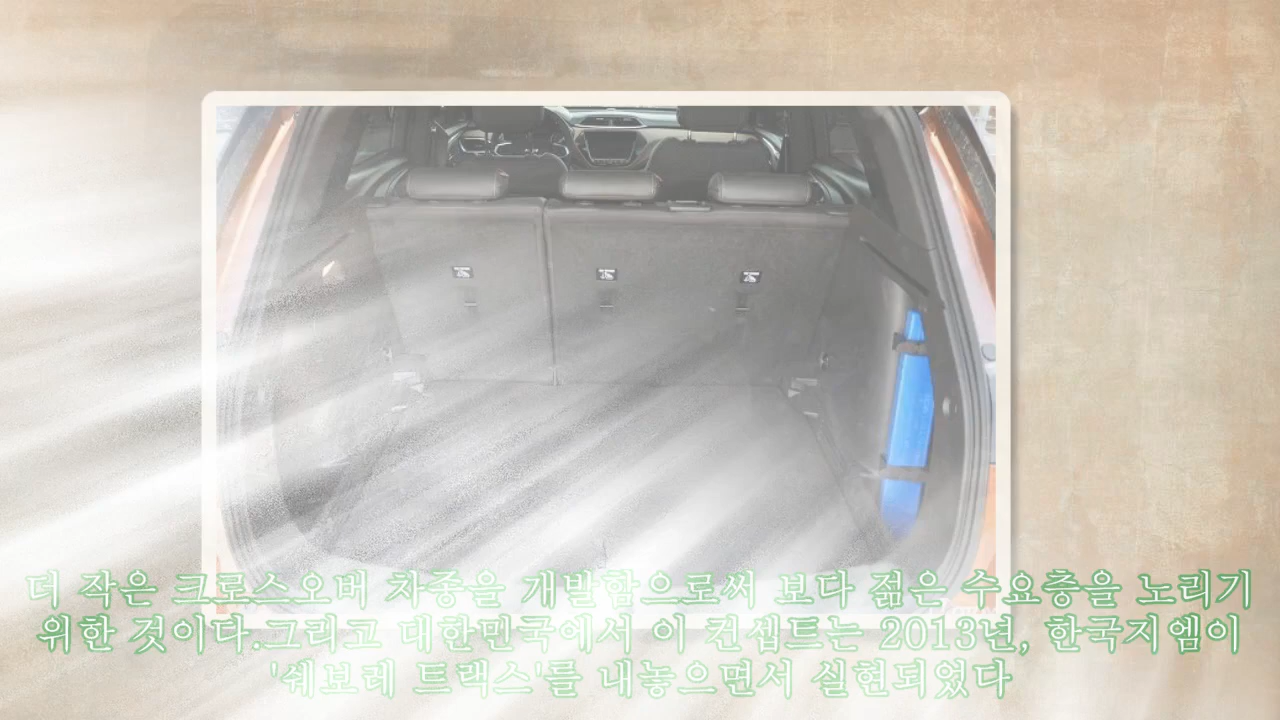 더 작은 크로스오버 차종을 개발함으로써 보다 젊은 수요층을 노리기
위한 것이다.그리고 대한민국에서 이 컨셉트는 2013년, 한국지엠이
'쉐보레 트랙스'를 내놓으면서 실현되었다